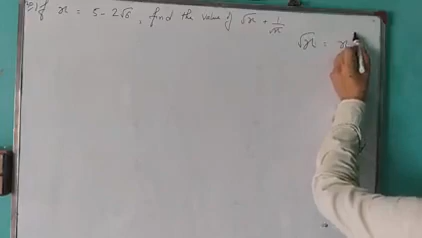 If x = 5 - 2√6, find the value of √x + 1/√x
√x = x